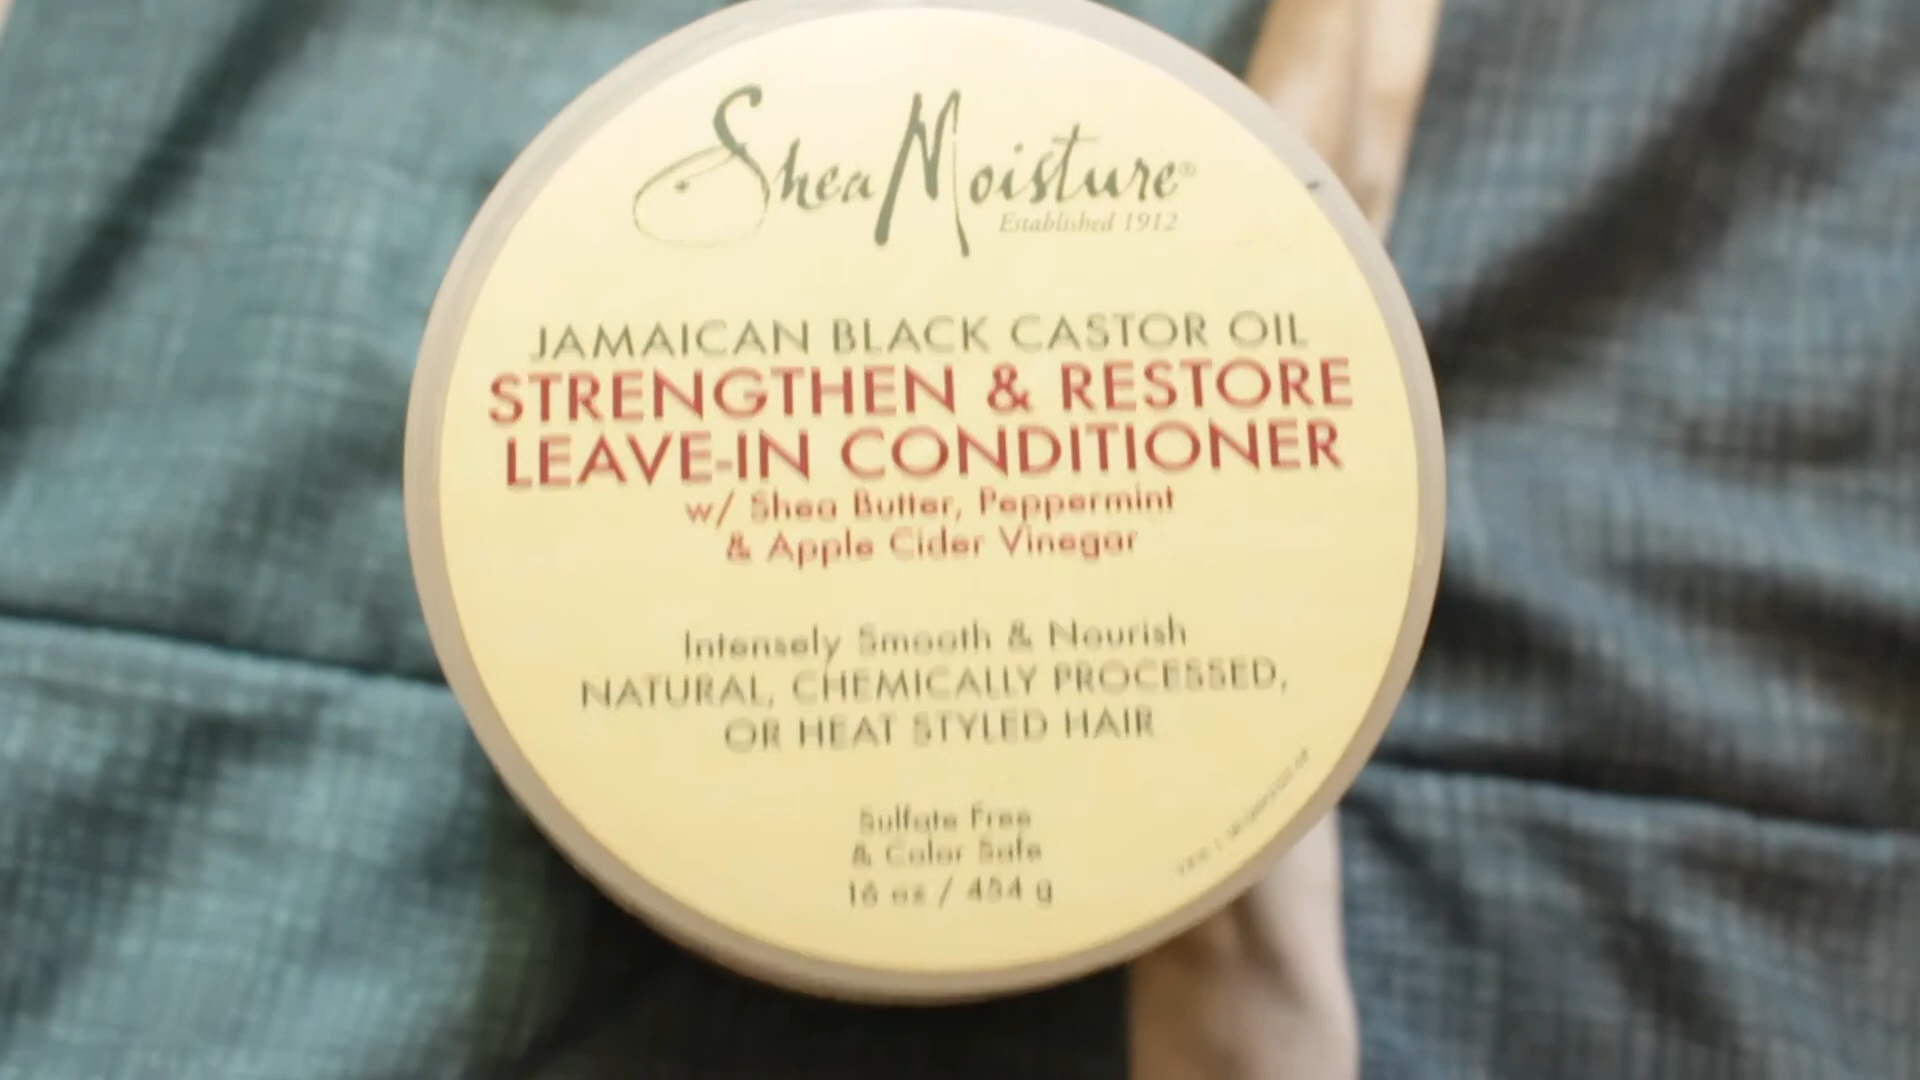 SheaMoisture®
Established 1912
JAMAICAN BLACK CASTOR OIL
STRENGTHEN & RESTORE
LEAVE-IN CONDITIONER
w/ Shea Butter, Peppermint
& Apple Cider Vinegar
Intensely Smooth & Nourish
NATURAL, CHEMICALLY PROCESSED,
OR HEAT STYLED HAIR
Sulfate Free
& Color Safe
16 oz / 454 g